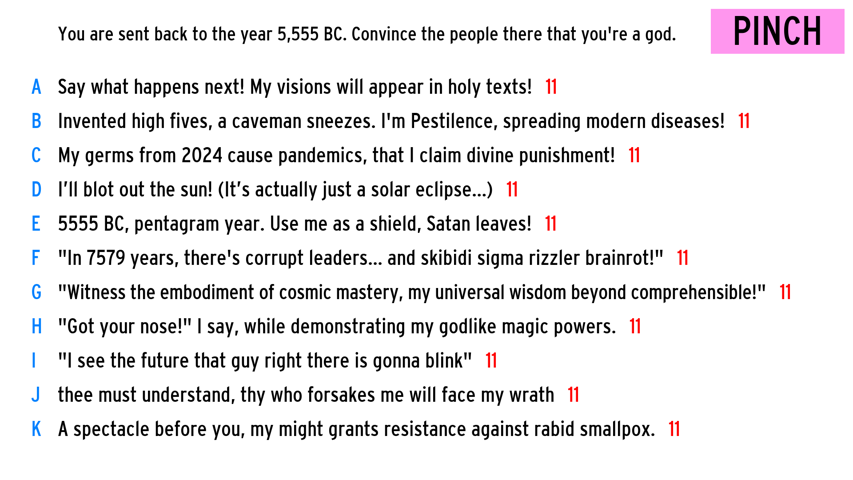 You are sent back to the year 5,555 BC. Convince the people there that you're a god.
PINCH
A Say what happens next! My visions will appear in holy texts! 11
B Invented high fives, a caveman sneezes. I'm Pestilence, spreading modern diseases! 11
C My germs from 2024 cause pandemics, that I claim divine punishment! 11
D I’ll blot out the sun! (It’s actually just a solar eclipse...) 11
E 5555 BC, pentagram year. Use me as a shield, Satan leaves! 11
F "In 7579 years, there's corrupt leaders... and skibidi sigma rizzler brainrot!" 11
G "Witness the embodiment of cosmic mastery, my universal wisdom beyond comprehensible!" 11
H "Got your nose!" I say, while demonstrating my godlike magic powers. 11
I "I see the future that guy right there is gonna blink" 11
J thee must understand, thy who forsakes me will face my wrath 11
K A spectacle before you, my might grants resistance against rabid smallpox. 11